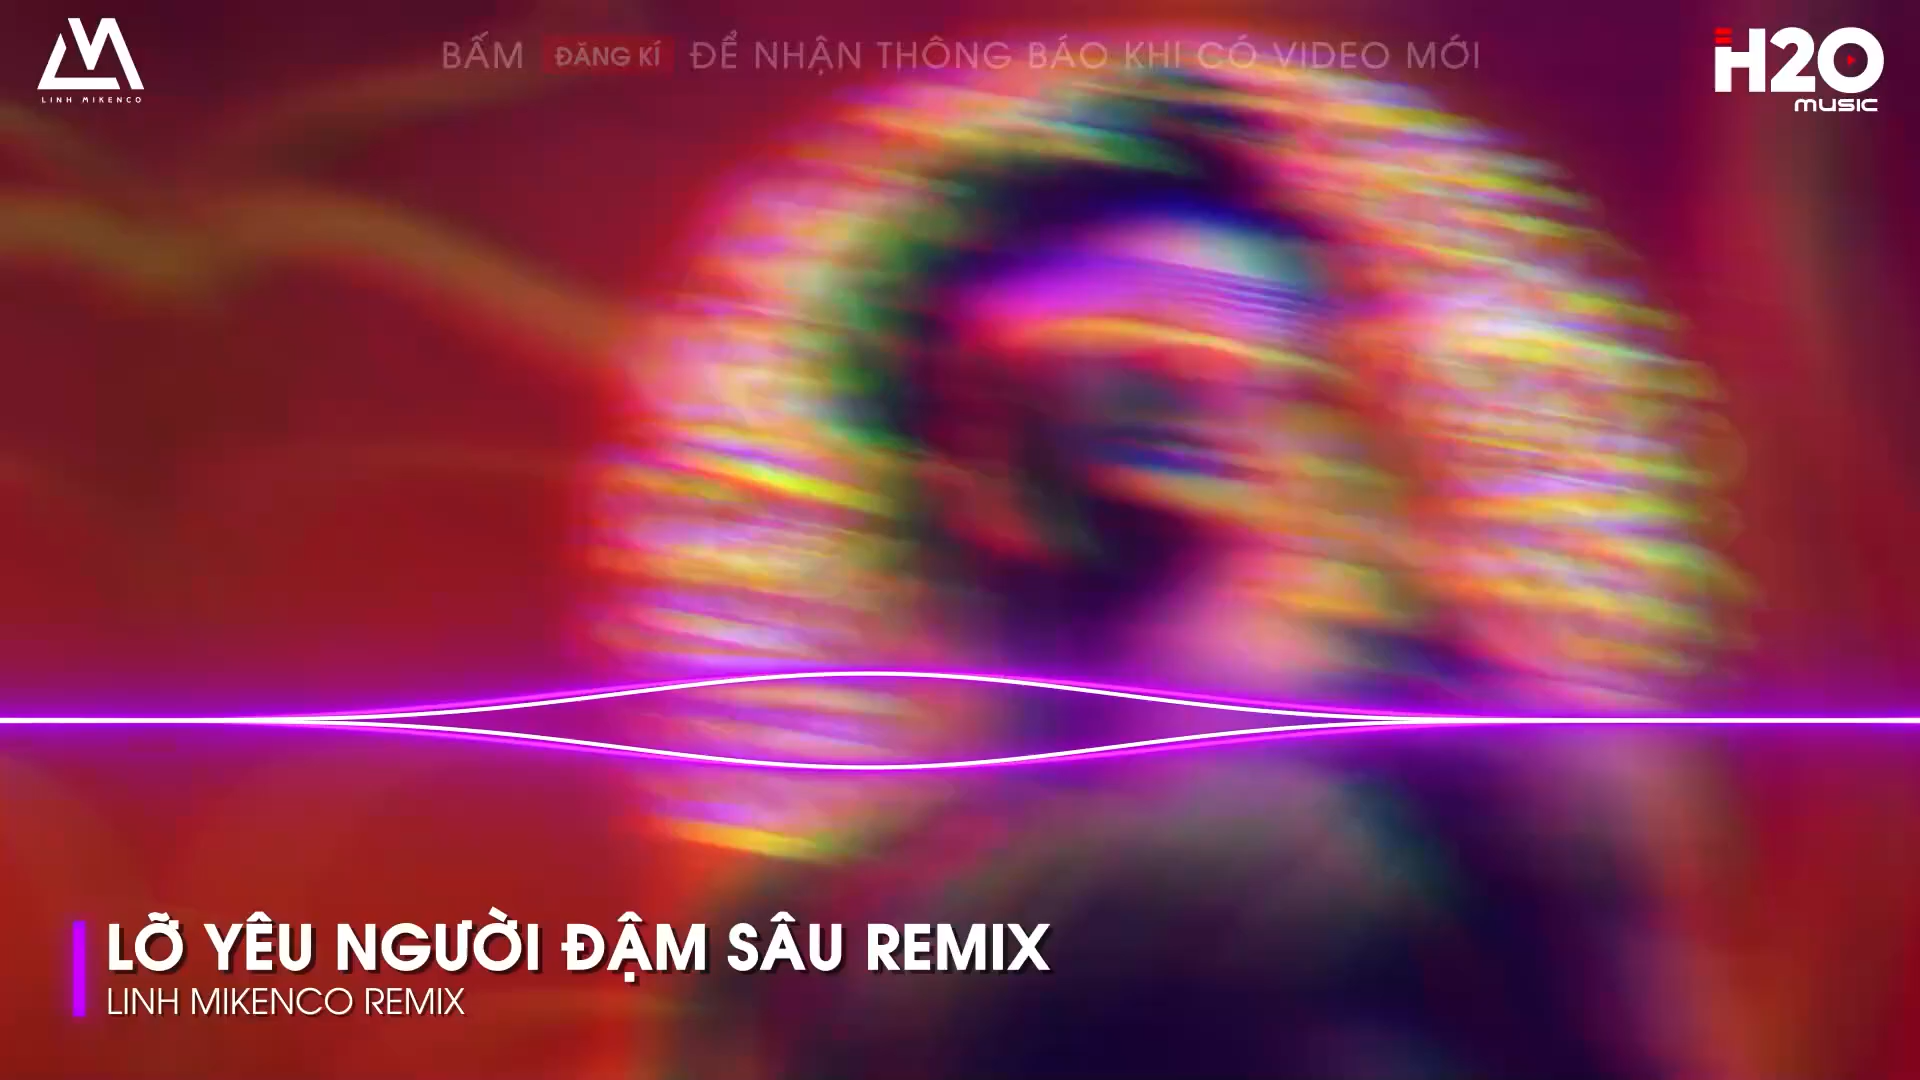 LINH MIKENCO
BẤM ĐĂNG KÍ ĐỂ NHẬN THÔNG BÁO KHI CÓ VIDEO MỚI
H2O
MUSIC
LỠ YÊU NGƯỜI ĐẬM SÂU REMIX
LINH MIKENCO REMIX